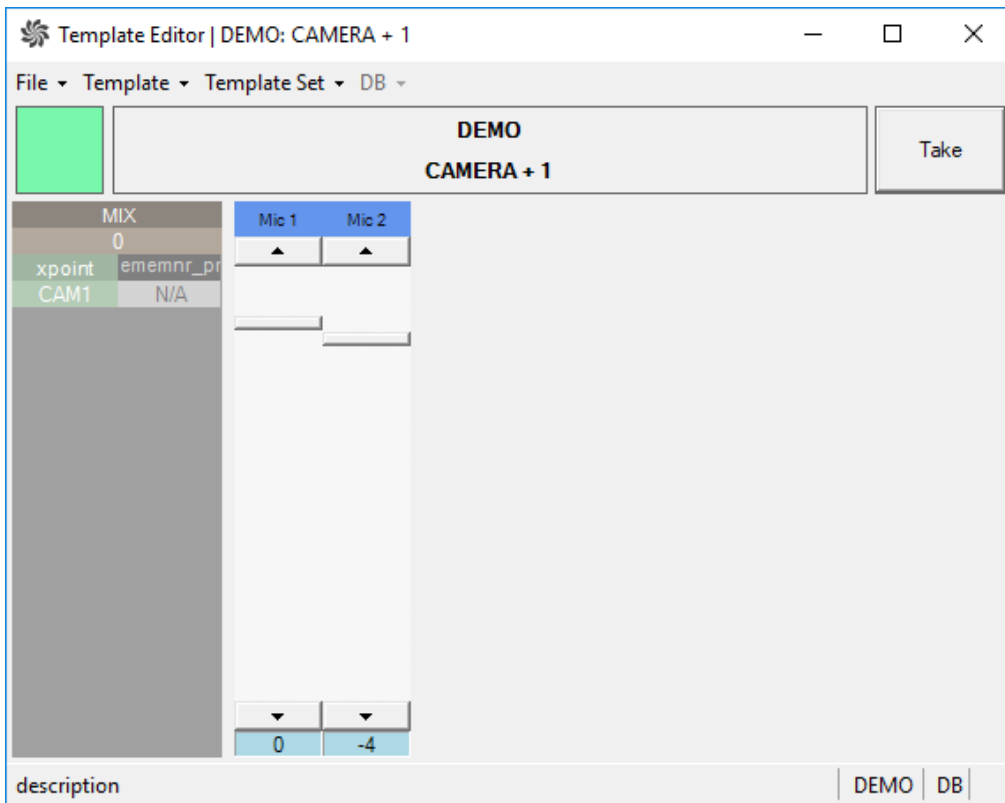 Template Editor | DEMO: CAMERA + 1
File Template Template Set DB
DEMO
CAMERA + 1
Take
MIX
0
xpoint ememnr_pr
CAM1 N/A
Mic 1 Mic 2
0 -4
description DEMO DB